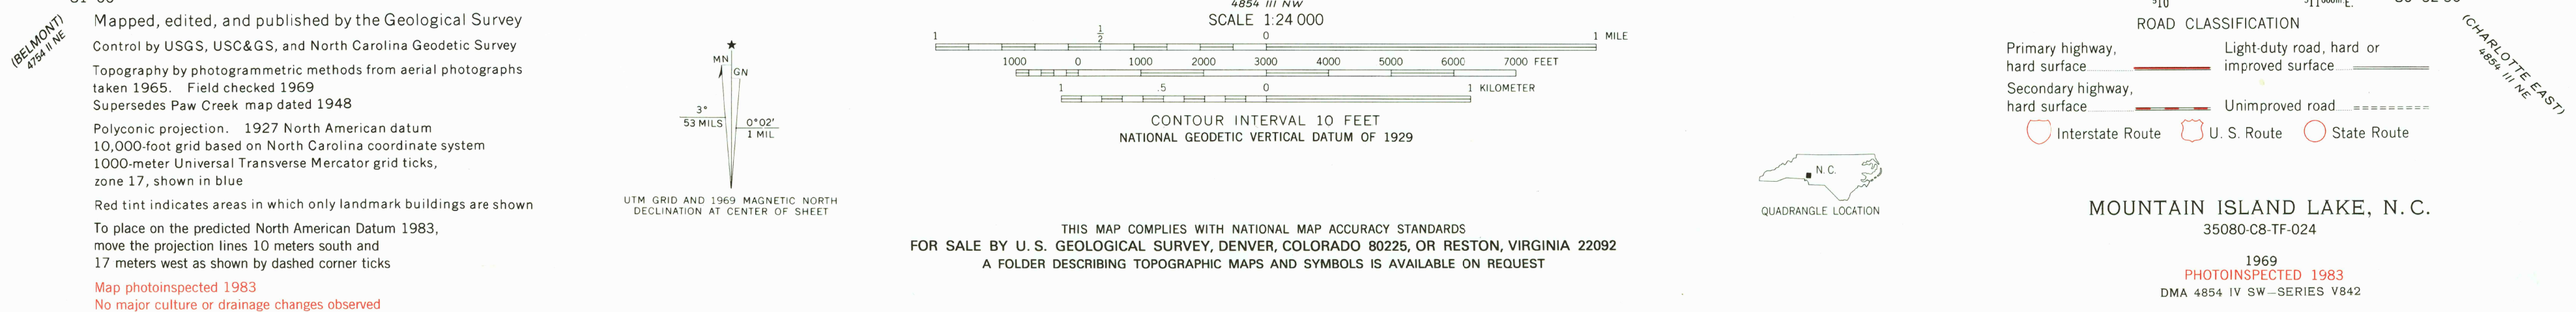 (BELMONT)
4754 II NE
Mapped, edited, and published by the Geological Survey
Control by USGS, USC&GS, and North Carolina Geodetic Survey
Topography by photogrammetric methods from aerial photographs
taken 1965. Field checked 1969
Supersedes Paw Creek map dated 1948
Polyconic projection. 1927 North American datum
10,000-foot grid based on North Carolina coordinate system
1000-meter Universal Transverse Mercator grid ticks,
zone 17, shown in blue
Red tint indicates areas in which only landmark buildings are shown
To place on the predicted North American Datum 1983,
move the projection lines 10 meters south and
17 meters west as shown by dashed corner ticks
Map photoinspected 1983
No major culture or drainage changes observed
MN
GN
3°
53 MILS
0°02'
1 MIL
UTM GRID AND 1969 MAGNETIC NORTH
DECLINATION AT CENTER OF SHEET
4854 III NW
SCALE 1:24 000
1 1/2 0 1 MILE
1000 0 1000 2000 3000 4000 5000 6000 7000 FEET
1 .5 0 1 KILOMETER
CONTOUR INTERVAL 10 FEET
NATIONAL GEODETIC VERTICAL DATUM OF 1929
THIS MAP COMPLIES WITH NATIONAL MAP ACCURACY STANDARDS
FOR SALE BY U. S. GEOLOGICAL SURVEY, DENVER, COLORADO 80225, OR RESTON, VIRGINIA 22092
A FOLDER DESCRIBING TOPOGRAPHIC MAPS AND SYMBOLS IS AVAILABLE ON REQUEST
N. C.
QUADRANGLE LOCATION
ROAD CLASSIFICATION
Primary highway,
hard surface
Light-duty road, hard or
improved surface
Secondary highway,
hard surface
Unimproved road
Interstate Route U. S. Route State Route
(CHARLOTTE EAST)
4854 III NE
MOUNTAIN ISLAND LAKE, N. C.
35080-C8-TF-024
1969
PHOTOINSPECTED 1983
DMA 4854 IV SW–SERIES V842